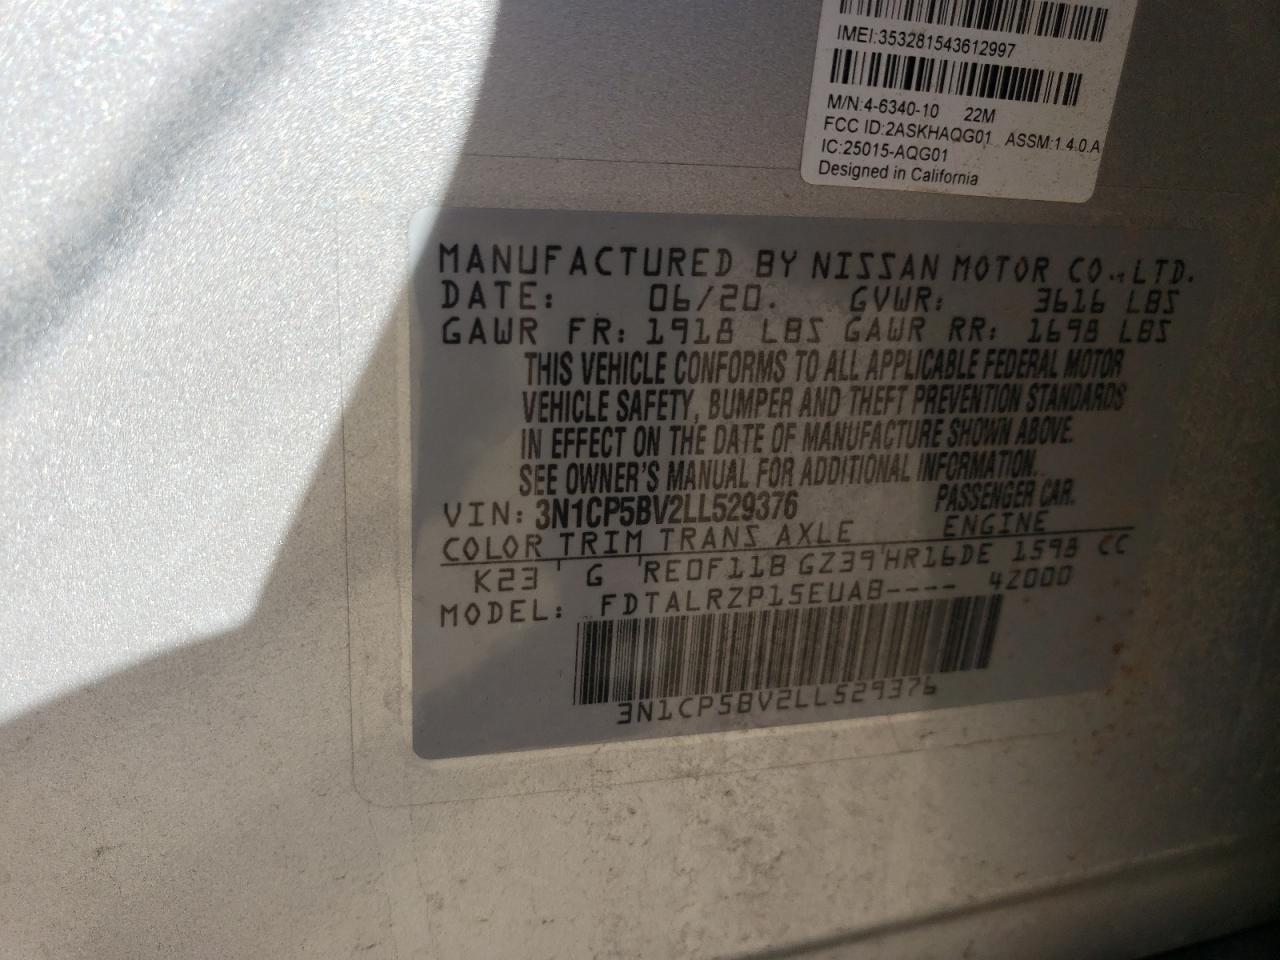 IMEI:353281543612997
M/N:4-6340-10 22M
FCC ID:2ASKHAQG01 ASSM:1.4.0.A
IC:25015-AQG01
Designed in California
MANUFACTURED BY NISSAN MOTOR CO., LTD.
DATE: 06/20. GVWR: 3616 LBS
GAWR FR: 1918 LBS GAWR RR: 1698 LBS
THIS VEHICLE CONFORMS TO ALL APPLICABLE FEDERAL MOTOR
VEHICLE SAFETY, BUMPER AND THEFT PREVENTION STANDARDS
IN EFFECT ON THE DATE OF MANUFACTURE SHOWN ABOVE.
SEE OWNER'S MANUAL FOR ADDITIONAL INFORMATION.
VIN: 3N1CP5BV2LL529376 PASSENGER CAR.
COLOR TRIM TRANS AXLE ENGINE
K23 G RE0F11B GZ39 HR16DE 1598 CC
MODEL: FDTALRZP15EUAB---- 4Z000
3N1CP5BV2LL529376